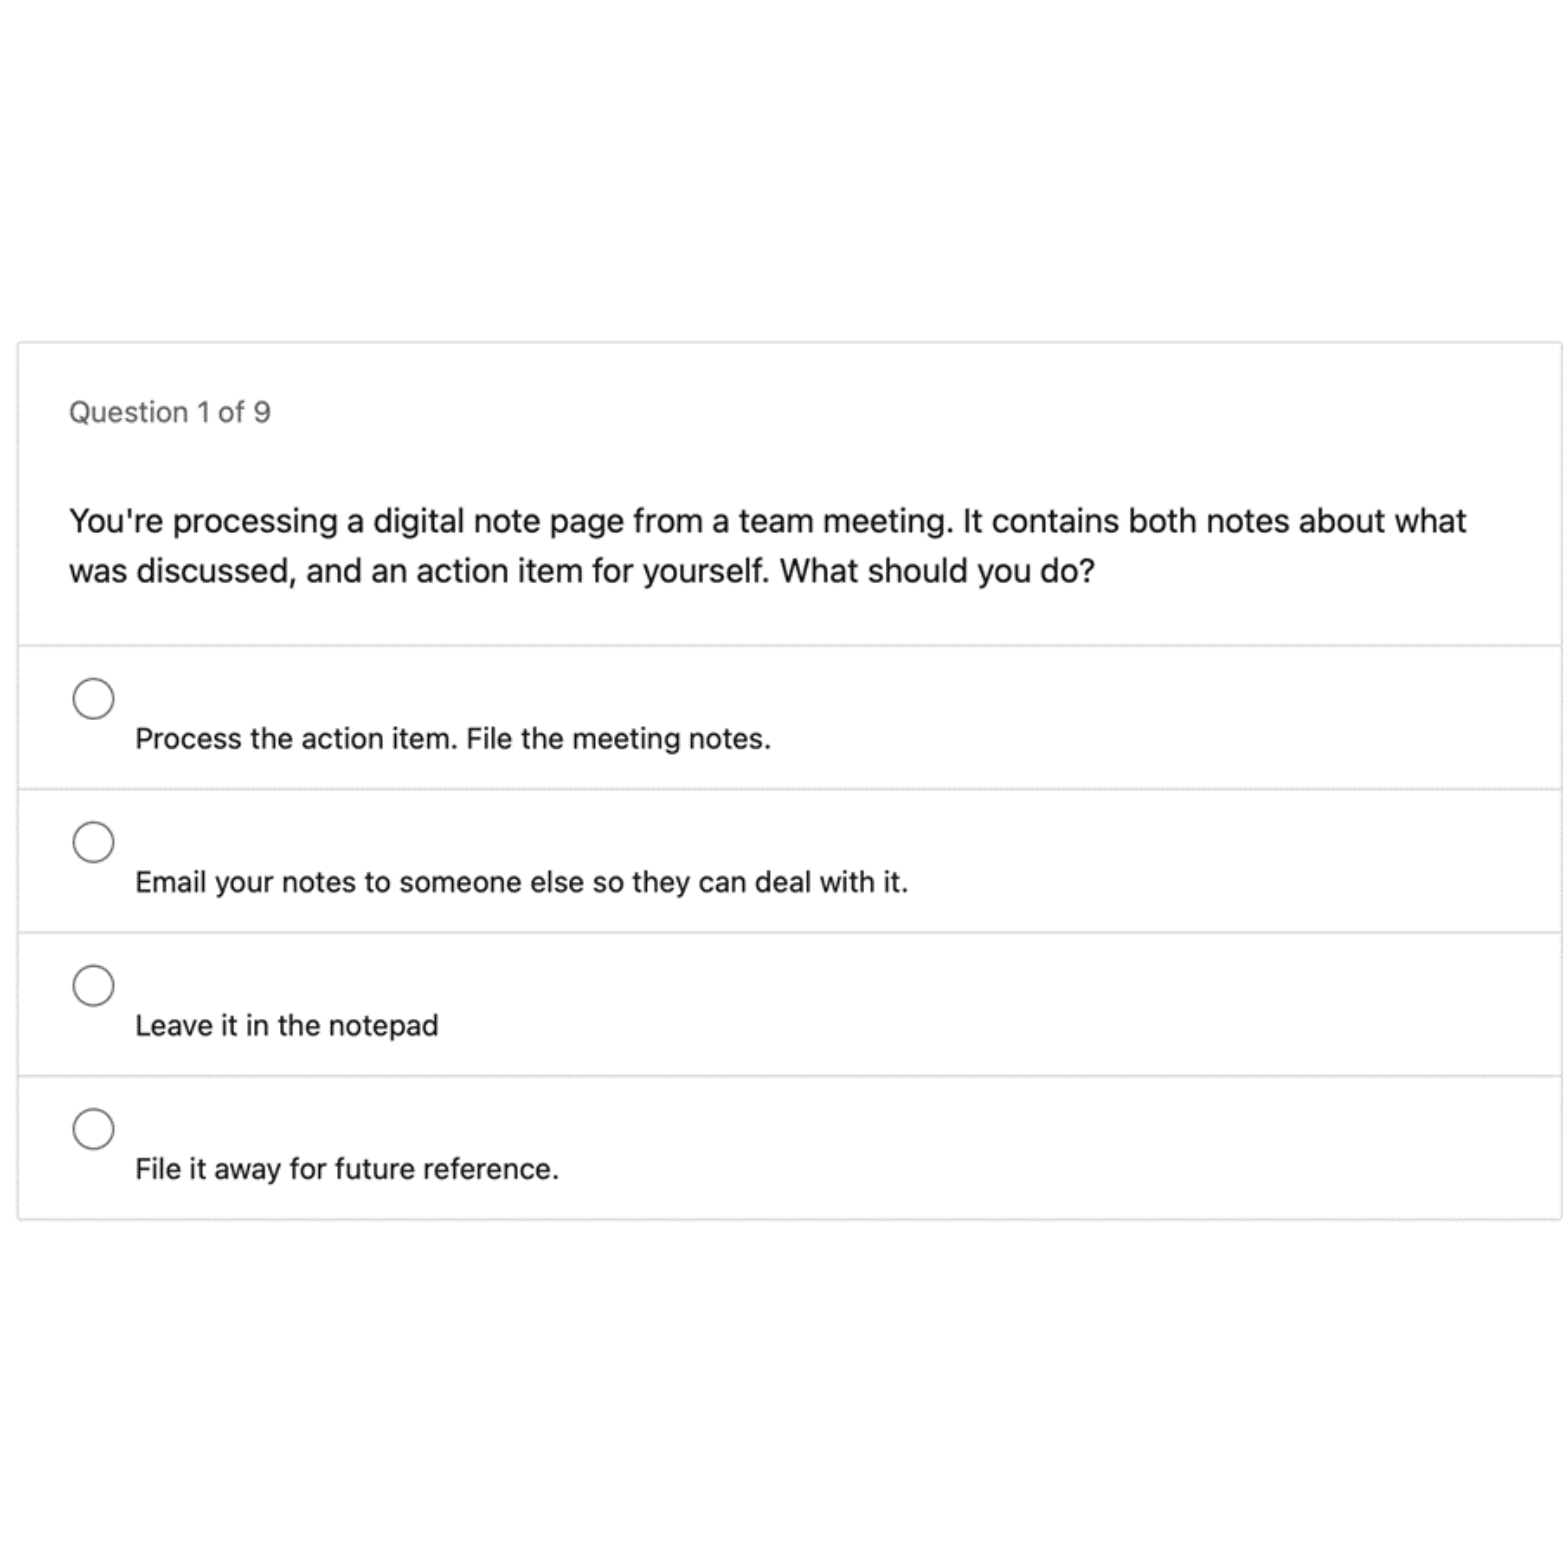 Question 1 of 9
You're processing a digital note page from a team meeting. It contains both notes about what
was discussed, and an action item for yourself. What should you do?
Process the action item. File the meeting notes.
Email your notes to someone else so they can deal with it.
Leave it in the notepad
File it away for future reference.